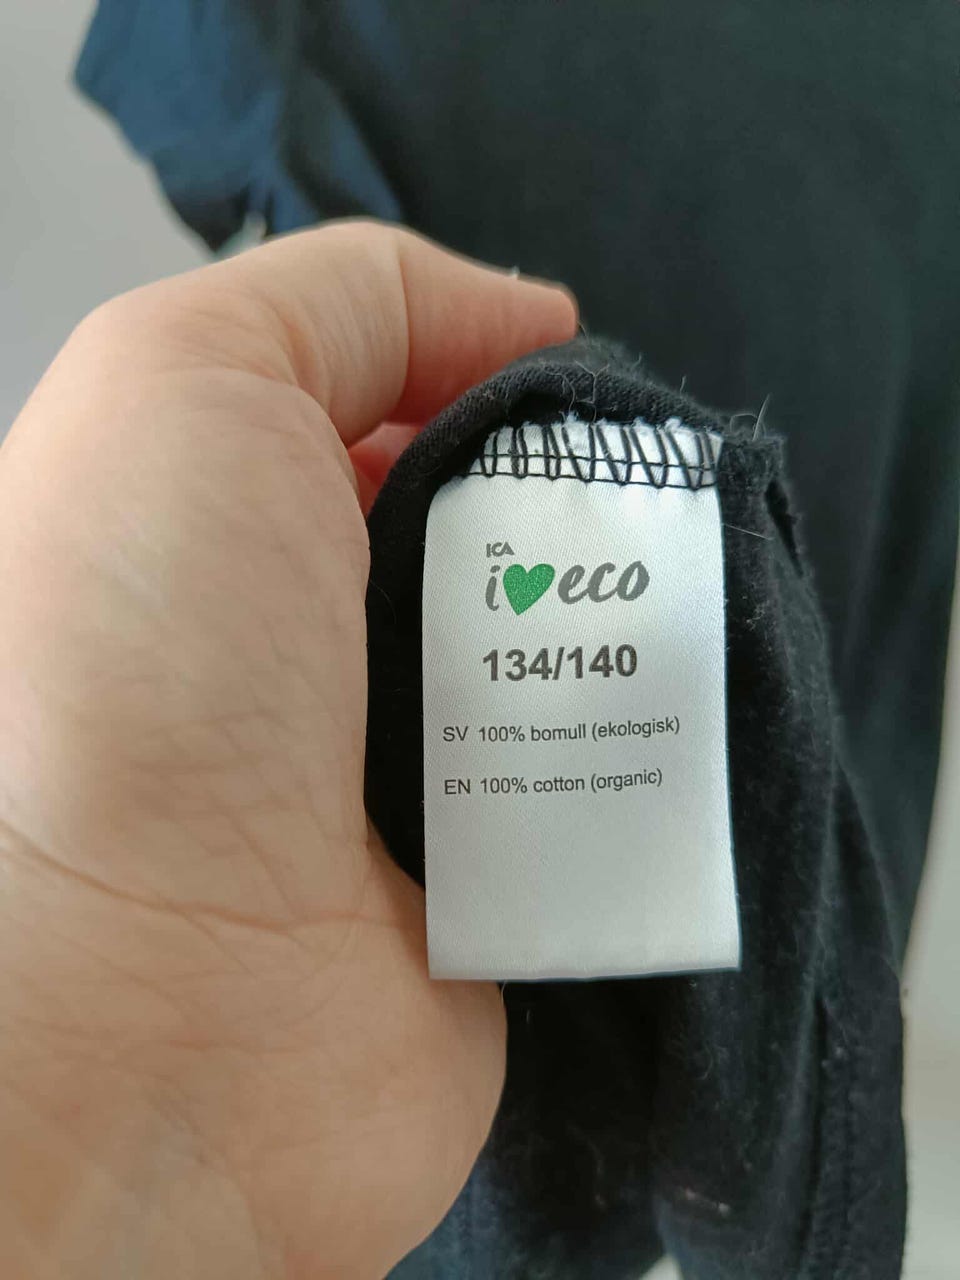 ICA
i eco
134/140
SV 100% bomull (ekologisk)
EN 100% cotton (organic)